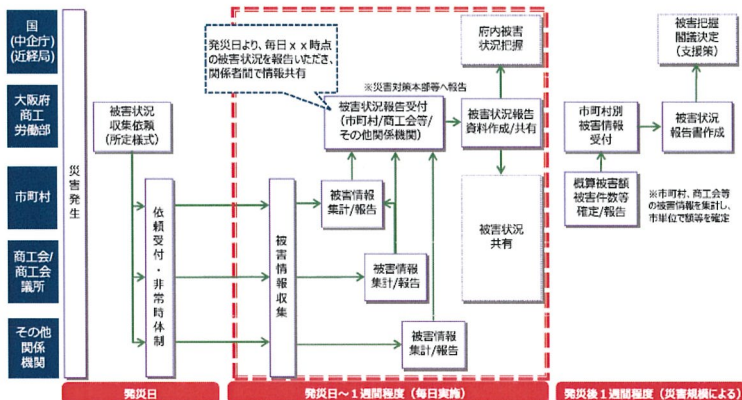 国
(中企庁)
(近経局)
大阪府
商工
労働部
市町村
商工会/
商工会
議所
その他
関係
機関
災害発生
被害状況
収集依頼
(所定様式)
依頼受付・非常時体制
発災日より、毎日xx時点
の被害状況を報告いただき、
関係者間で情報共有
※災害対策本部等へ報告
被害状況報告受付
(市町村/商工会等/
その他関係機関)
府内被害
状況把握
被害状況報告
資料作成/共有
被害情報収集
被害情報
集計/報告
被害情報
集計/報告
被害情報
集計/報告
被害状況
共有
被害把握
閣議決定
(支援策)
市町村別
被害情報
受付
被害状況
報告書作成
概算被害額
被害件数等
確定/報告
※市町村、商工会等
の被害情報を集計し、
市単位で額等を確定
発災日
発災日~1週間程度(毎日実施)
発災後1週間程度(災害規模による)